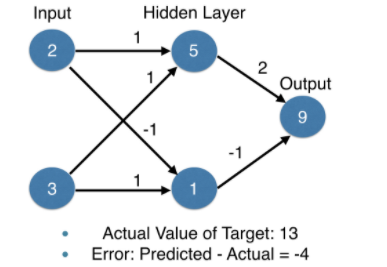 Input Hidden Layer
1
2 5
1 2
Output
9
-1
-1
1
3 1
Actual Value of Target: 13
Error: Predicted - Actual = -4